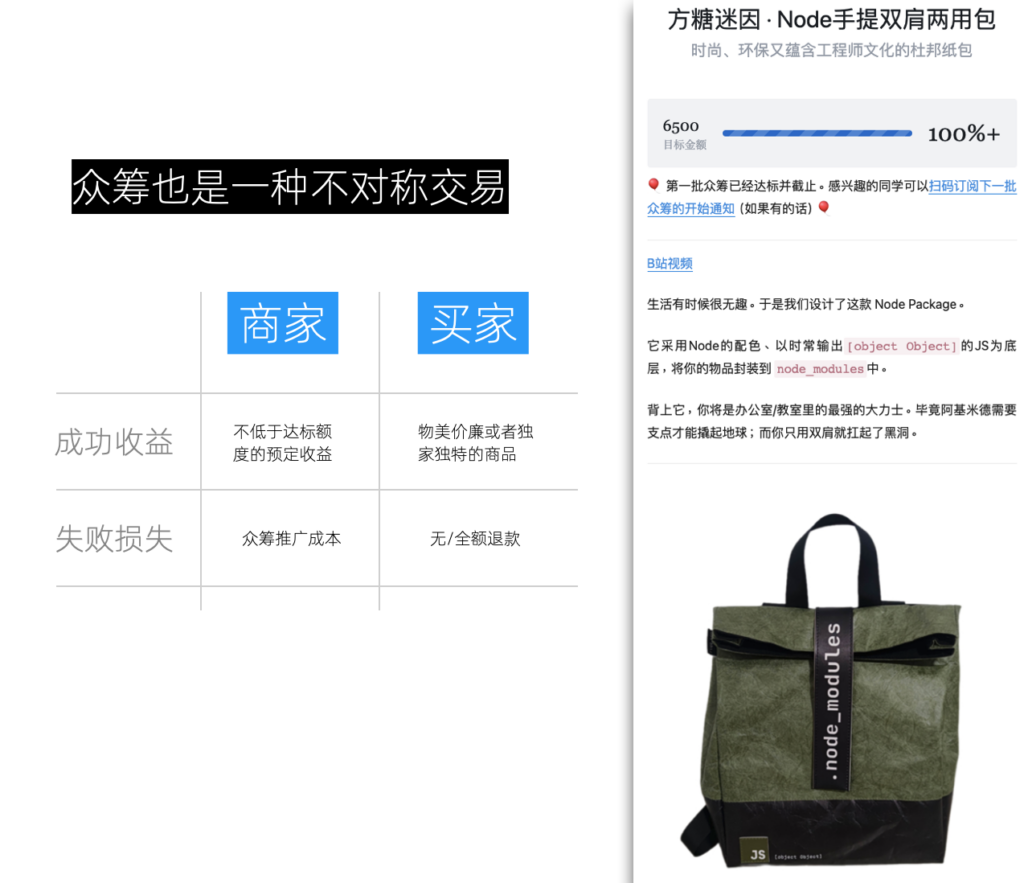 众筹也是一种不对称交易
商家
买家
成功收益
不低于达标额
度的预定收益
物美价廉或者独
家独特的商品
失败损失
众筹推广成本
无/全额退款
方糖迷因 · Node手提双肩两用包
时尚、环保又蕴含工程师文化的杜邦纸包
6500
目标金额
100%+
🎈 第一批众筹已经达标并截止。感兴趣的同学可以扫码订阅下一批
众筹的开始通知 (如果有的话) 🎈
B站视频
生活有时候很无趣。于是我们设计了这款 Node Package。
它采用Node的配色、以时常输出 [object Object] 的JS为底
层，将你的物品封装到 node_modules 中。
背上它，你将是办公室/教室里的最强的大力士。毕竟阿基米德需要
支点才能撬起地球；而你只用双肩就扛起了黑洞。
.node_modules
JS [object Object]